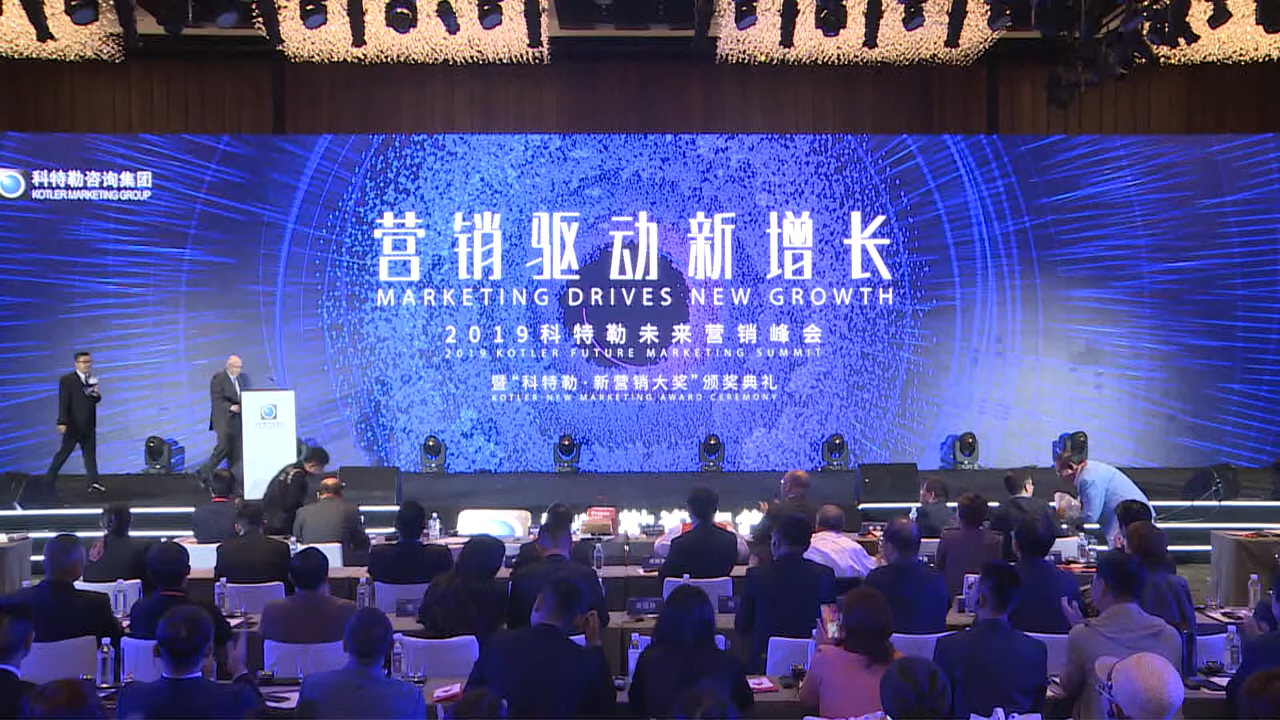 科特勒咨询集团
KOTLER MARKETING GROUP
营销驱动新增长
MARKETING DRIVES NEW GROWTH
2019科特勒未来营销峰会
2019 KOTLER FUTURE MARKETING SUMMIT
暨“科特勒·新营销大奖”颁奖典礼
KOTLER NEW MARKETING AWARD CEREMONY